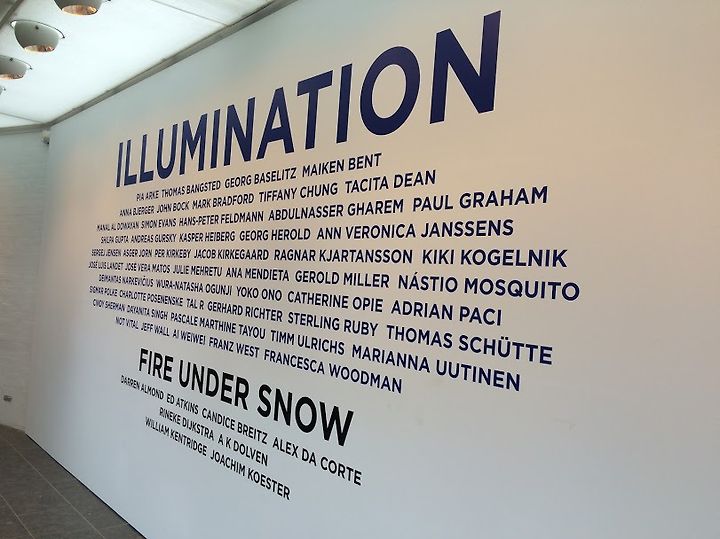 ILLUMINATION
PIA ARKE THOMAS BANGSTED GEORG BASELITZ MAIKEN BENT
ANNA BJERGER JOHN BOCK MARK BRADFORD TIFFANY CHUNG TACITA DEAN
MANAL AL DOWAYAN SIMON EVANS HANS-PETER FELDMANN ABDULNASSER GHAREM PAUL GRAHAM
SHILPA GUPTA ANDREAS GURSKY KASPER HEIBERG GEORG HEROLD ANN VERONICA JANSSENS
SERGEJ JENSEN ASGER JORN PER KIRKEBY JACOB KIRKEGAARD RAGNAR KJARTANSSON KIKI KOGELNIK
JOSÉ LUIS LANDET JOSÉ VERA MATOS JULIE MEHRETU ANA MENDIETA GEROLD MILLER NÁSTIO MOSQUITO
DEIMANTAS NARKEVIČIUS WURA-NATASHA OGUNJI YOKO ONO CATHERINE OPIE ADRIAN PACI
SIGMAR POLKE CHARLOTTE POSENENSKE TAL R GERHARD RICHTER STERLING RUBY THOMAS SCHÜTTE
CINDY SHERMAN DAYANITA SINGH PASCALE MARTHINE TAYOU TIMM ULRICHS MARIANNA UUTINEN
NOT VITAL JEFF WALL AI WEIWEI FRANZ WEST FRANCESCA WOODMAN
FIRE UNDER SNOW
DARREN ALMOND ED ATKINS CANDICE BREITZ ALEX DA CORTE
RINEKE DIJKSTRA A K DOLVEN
WILLIAM KENTRIDGE JOACHIM KOESTER